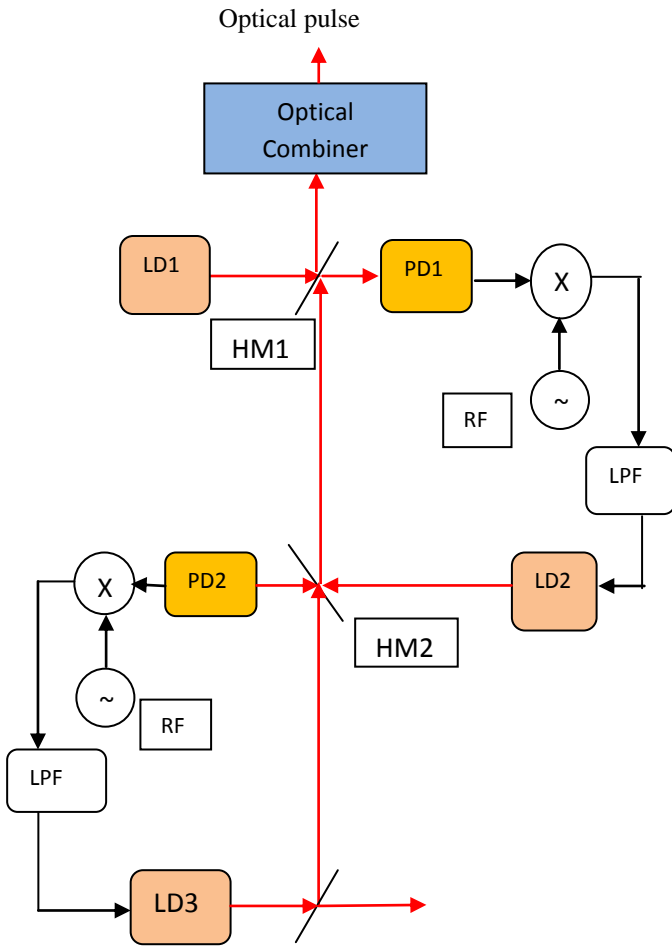 Optical pulse
Optical
Combiner
LD1
PD1
X
HM1
~
RF
LPF
X
PD2
LD2
HM2
~
RF
LPF
LD3